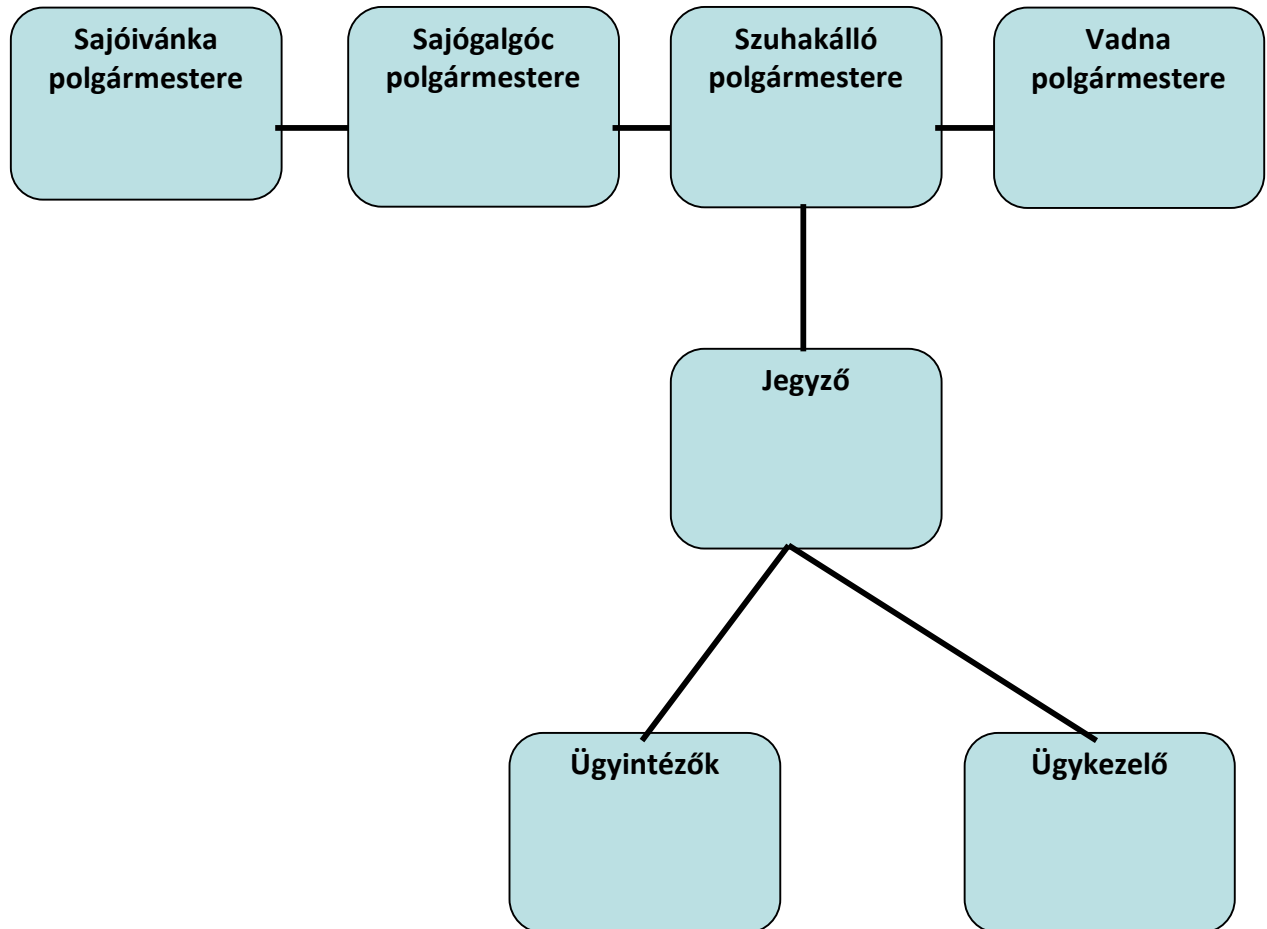 Sajóivánka
polgármestere
Sajógalgóc
polgármestere
Szuhakálló
polgármestere
Vadna
polgármestere
Jegyző
Ügyintézők
Ügykezelő